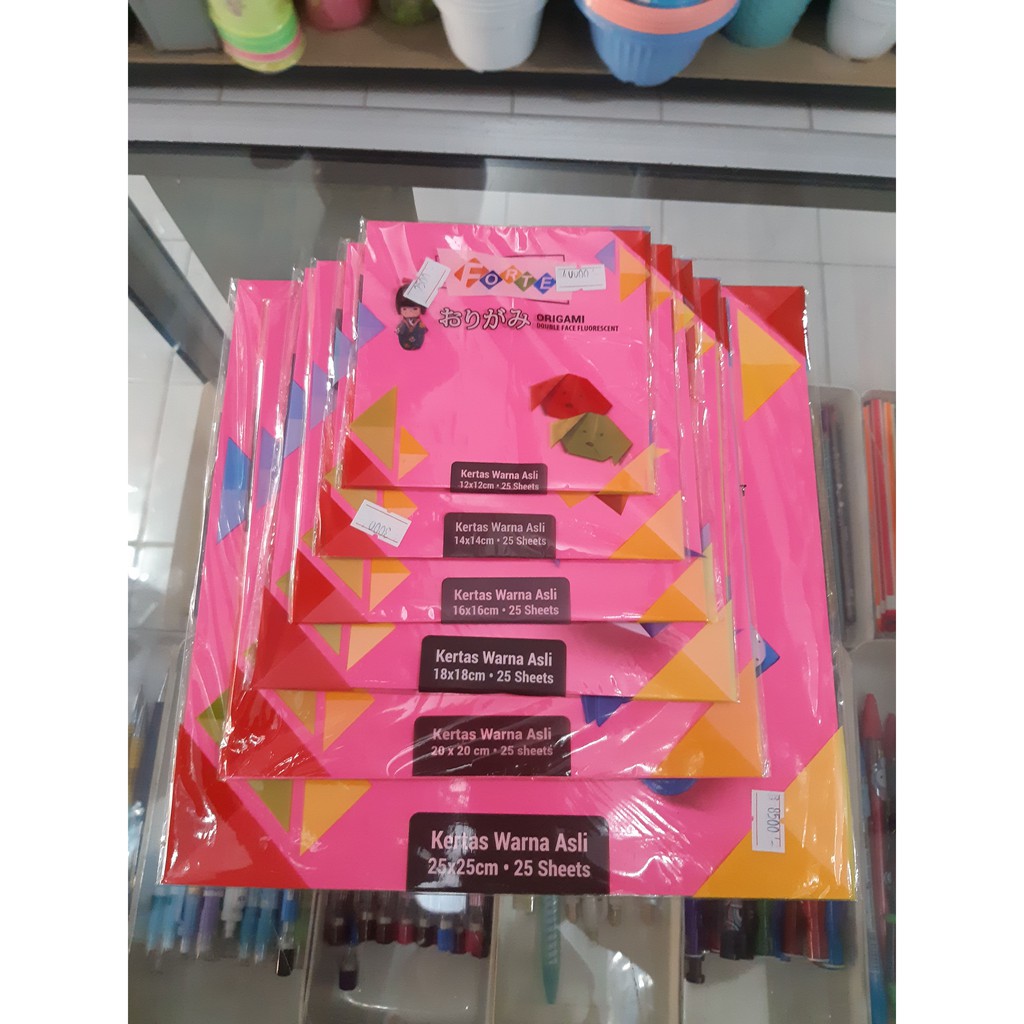 FORTE
おりがみ
ORIGAMI
DOUBLE FACE FLUORESCENT
Kertas Warna Asli
12x12cm • 25 Sheets
Kertas Warna Asli
14x14cm • 25 Sheets
4000
Kertas Warna Asli
16x16cm • 25 Sheets
Kertas Warna Asli
18x18cm • 25 Sheets
Kertas Warna Asli
20 x 20 cm • 25 sheets
8500
Kertas Warna Asli
25x25cm • 25 Sheets